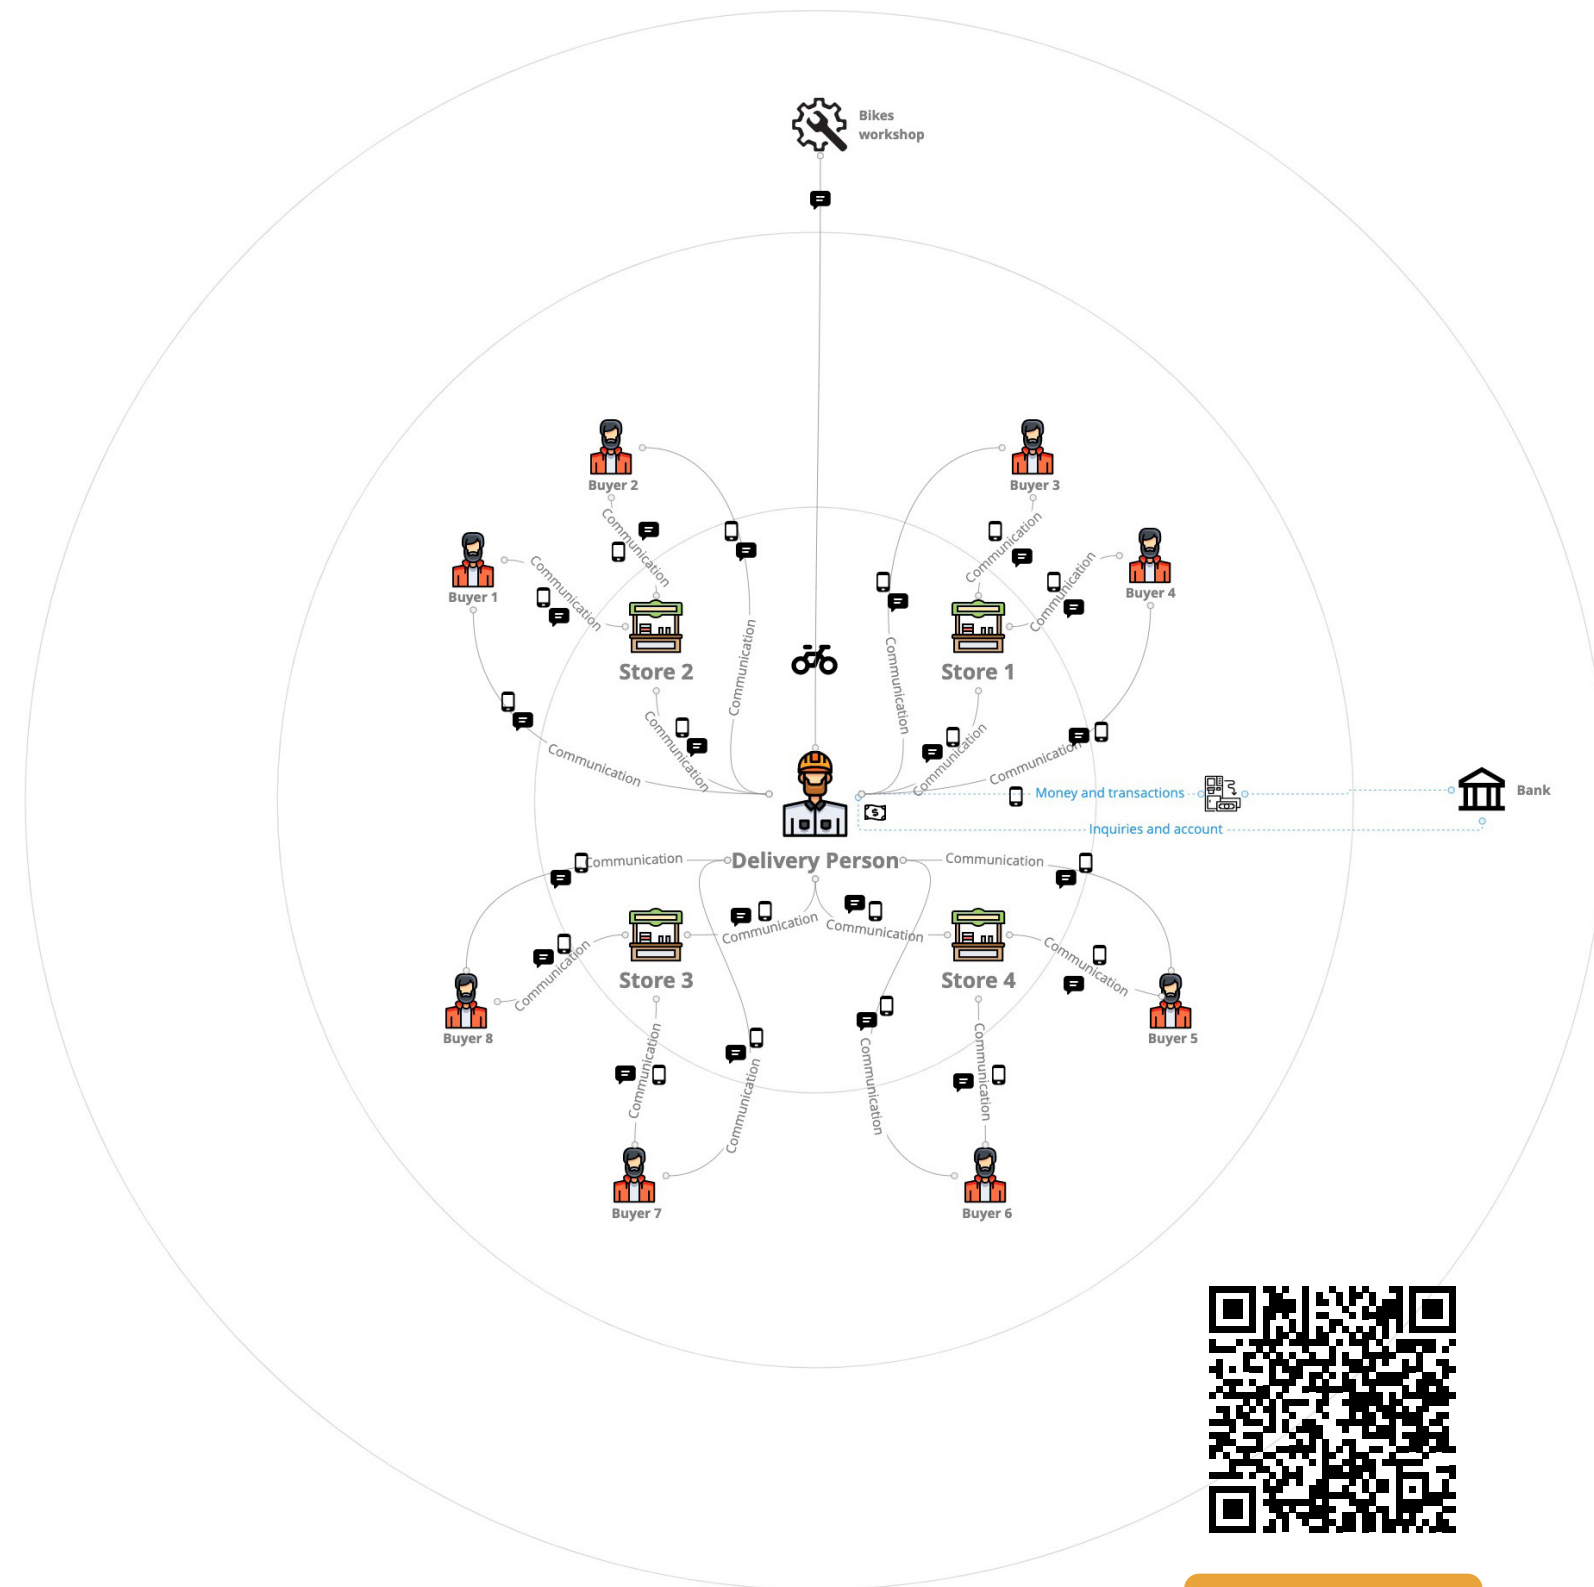 Bikes
workshop
Buyer 2
Buyer 3
Communication
Communication
Buyer 1
Communication
Communication
Buyer 4
Store 2
Store 1
Communication
Communication
Communication
Communication
Communication
Communication
Money and transactions
Bank
Inquiries and account
Communication
Delivery Person
Communication
Communication
Communication
Store 3
Store 4
Communication
Communication
Buyer 8
Buyer 5
Communication
Communication
Communication
Communication
Buyer 7
Buyer 6